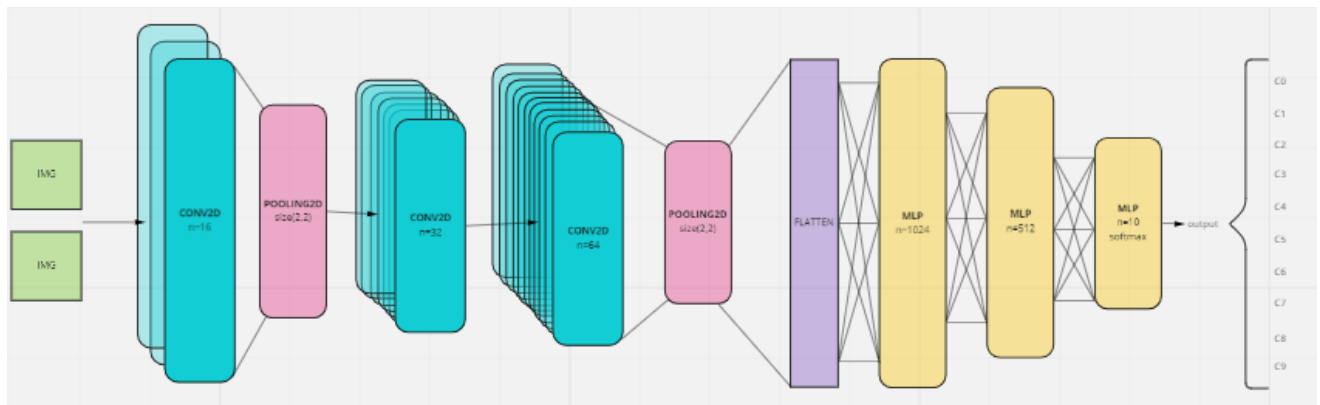 IMG
IMG
CONV2D
n=16
POOLING2D
size(2,2)
CONV2D
n=32
CONV2D
n=64
POOLING2D
size(2,2)
FLATTEN
MLP
n=1024
MLP
n=512
MLP
n=10
softmax
output
C0
C1
C2
C3
C4
C5
C6
C7
C8
C9